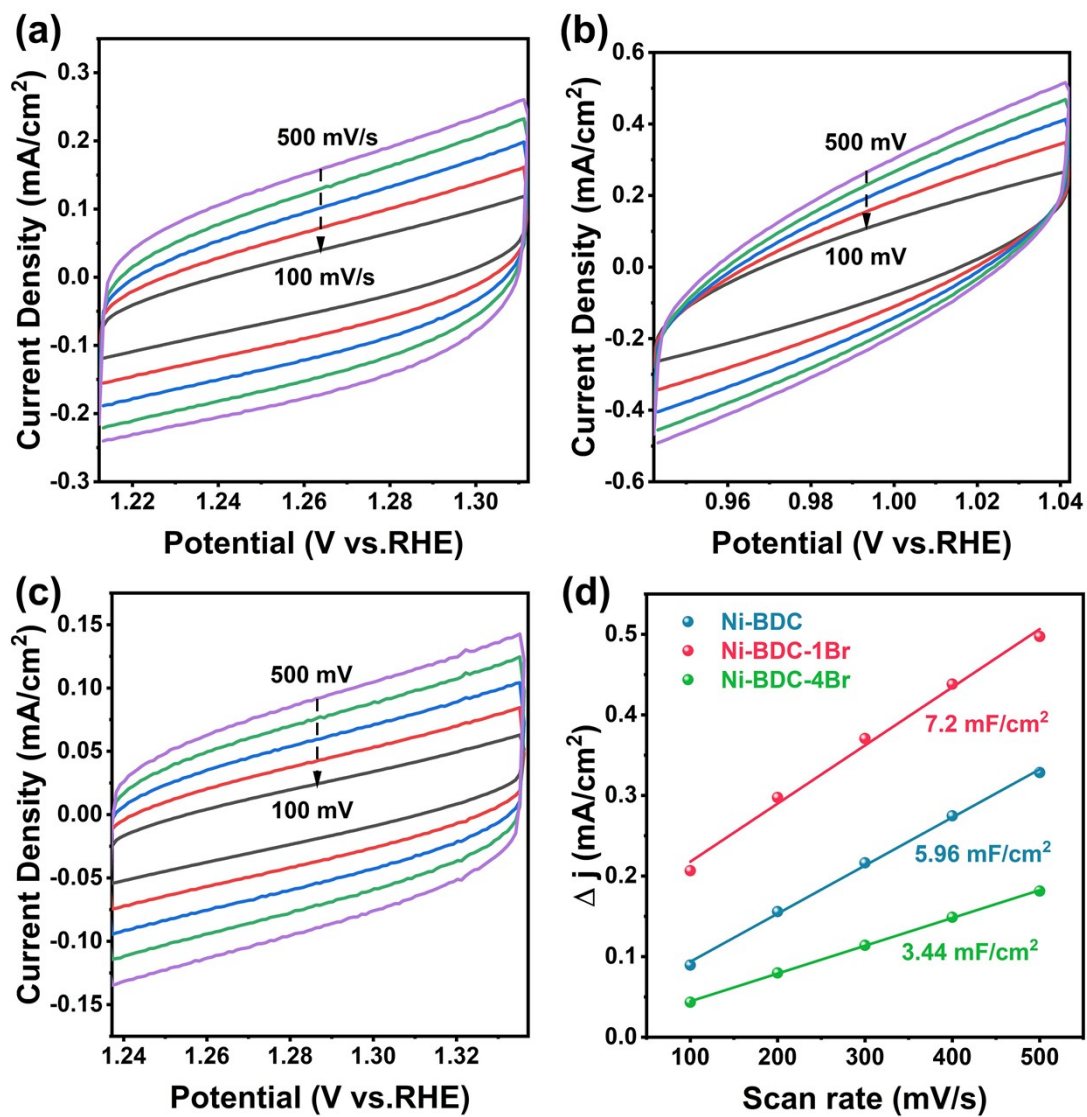 (a)
0.3
0.2
0.1
0.0
-0.1
-0.2
-0.3
Current Density (mA/cm²)
500 mV/s
100 mV/s
1.22
1.24
1.26
1.28
1.30
Potential (V vs.RHE)
(b)
0.6
0.4
0.2
0.0
-0.2
-0.4
-0.6
Current Density (mA/cm²)
500 mV
100 mV
0.96
0.98
1.00
1.02
1.04
Potential (V vs.RHE)
(c)
0.15
0.10
0.05
0.00
-0.05
-0.10
-0.15
Current Density (mA/cm²)
500 mV
100 mV
1.24
1.26
1.28
1.30
1.32
Potential (V vs.RHE)
(d)
0.5
0.4
0.3
0.2
0.1
0.0
Δ j (mA/cm²)
Ni-BDC
Ni-BDC-1Br
Ni-BDC-4Br
7.2 mF/cm²
5.96 mF/cm²
3.44 mF/cm²
100
200
300
400
500
Scan rate (mV/s)